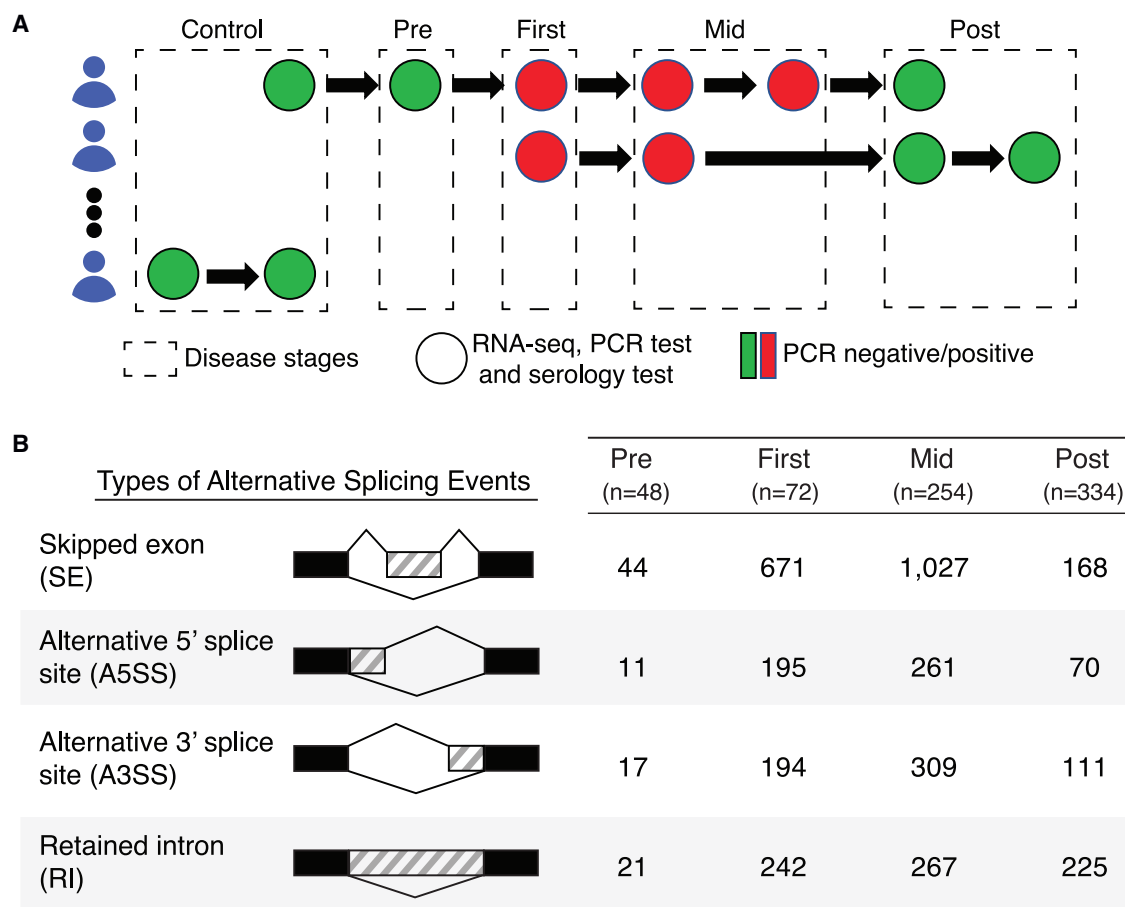 A
Control Pre First Mid Post
Disease stages
RNA-seq, PCR test
and serology test
PCR negative/positive
B
Types of Alternative Splicing Events
Pre First Mid Post
(n=48) (n=72) (n=254) (n=334)
Skipped exon
(SE)
44 671 1,027 168
Alternative 5’ splice
site (A5SS)
11 195 261 70
Alternative 3’ splice
site (A3SS)
17 194 309 111
Retained intron
(RI)
21 242 267 225